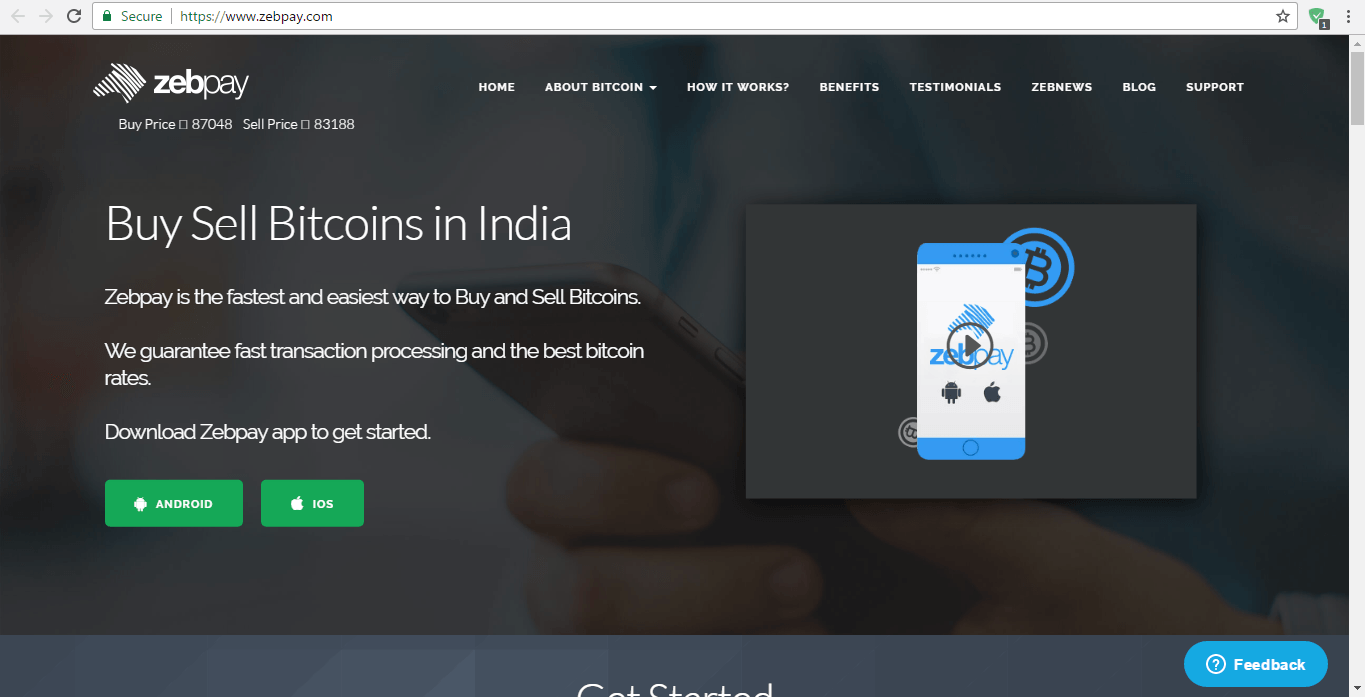 Secure https://www.zebpay.com
1
zebpay
HOME ABOUT BITCOIN HOW IT WORKS? BENEFITS TESTIMONIALS ZEBNEWS BLOG SUPPORT
Buy Price 87048 Sell Price 83188
Buy Sell Bitcoins in India
Zebpay is the fastest and easiest way to Buy and Sell Bitcoins.
We guarantee fast transaction processing and the best bitcoin
rates.
Download Zebpay app to get started.
ANDROID IOS
zebpay
Get Started
? Feedback